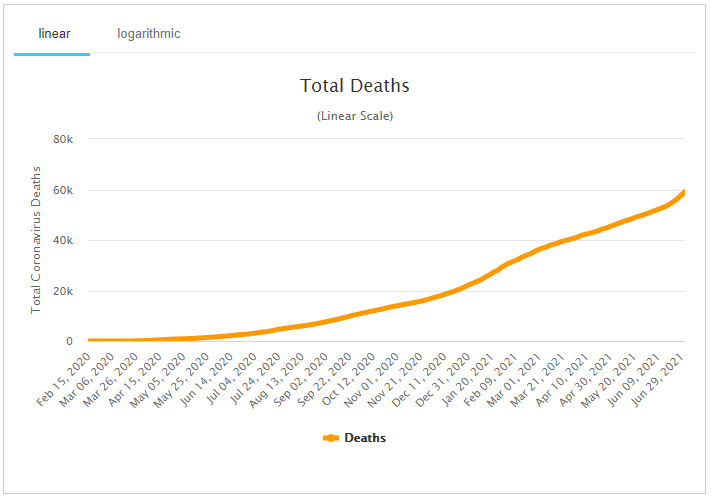 linear logarithmic
Total Deaths
(Linear Scale)
Total Coronavirus Deaths
80k
60k
40k
20k
0
Feb 15, 2020
Mar 06, 2020
Mar 26, 2020
Apr 15, 2020
May 05, 2020
May 25, 2020
Jun 14, 2020
Jul 04, 2020
Jul 24, 2020
Aug 13, 2020
Sep 02, 2020
Sep 22, 2020
Oct 12, 2020
Nov 01, 2020
Nov 21, 2020
Dec 11, 2020
Dec 31, 2020
Jan 20, 2021
Feb 09, 2021
Mar 01, 2021
Mar 21, 2021
Apr 10, 2021
Apr 30, 2021
May 20, 2021
Jun 09, 2021
Jun 29, 2021
Deaths